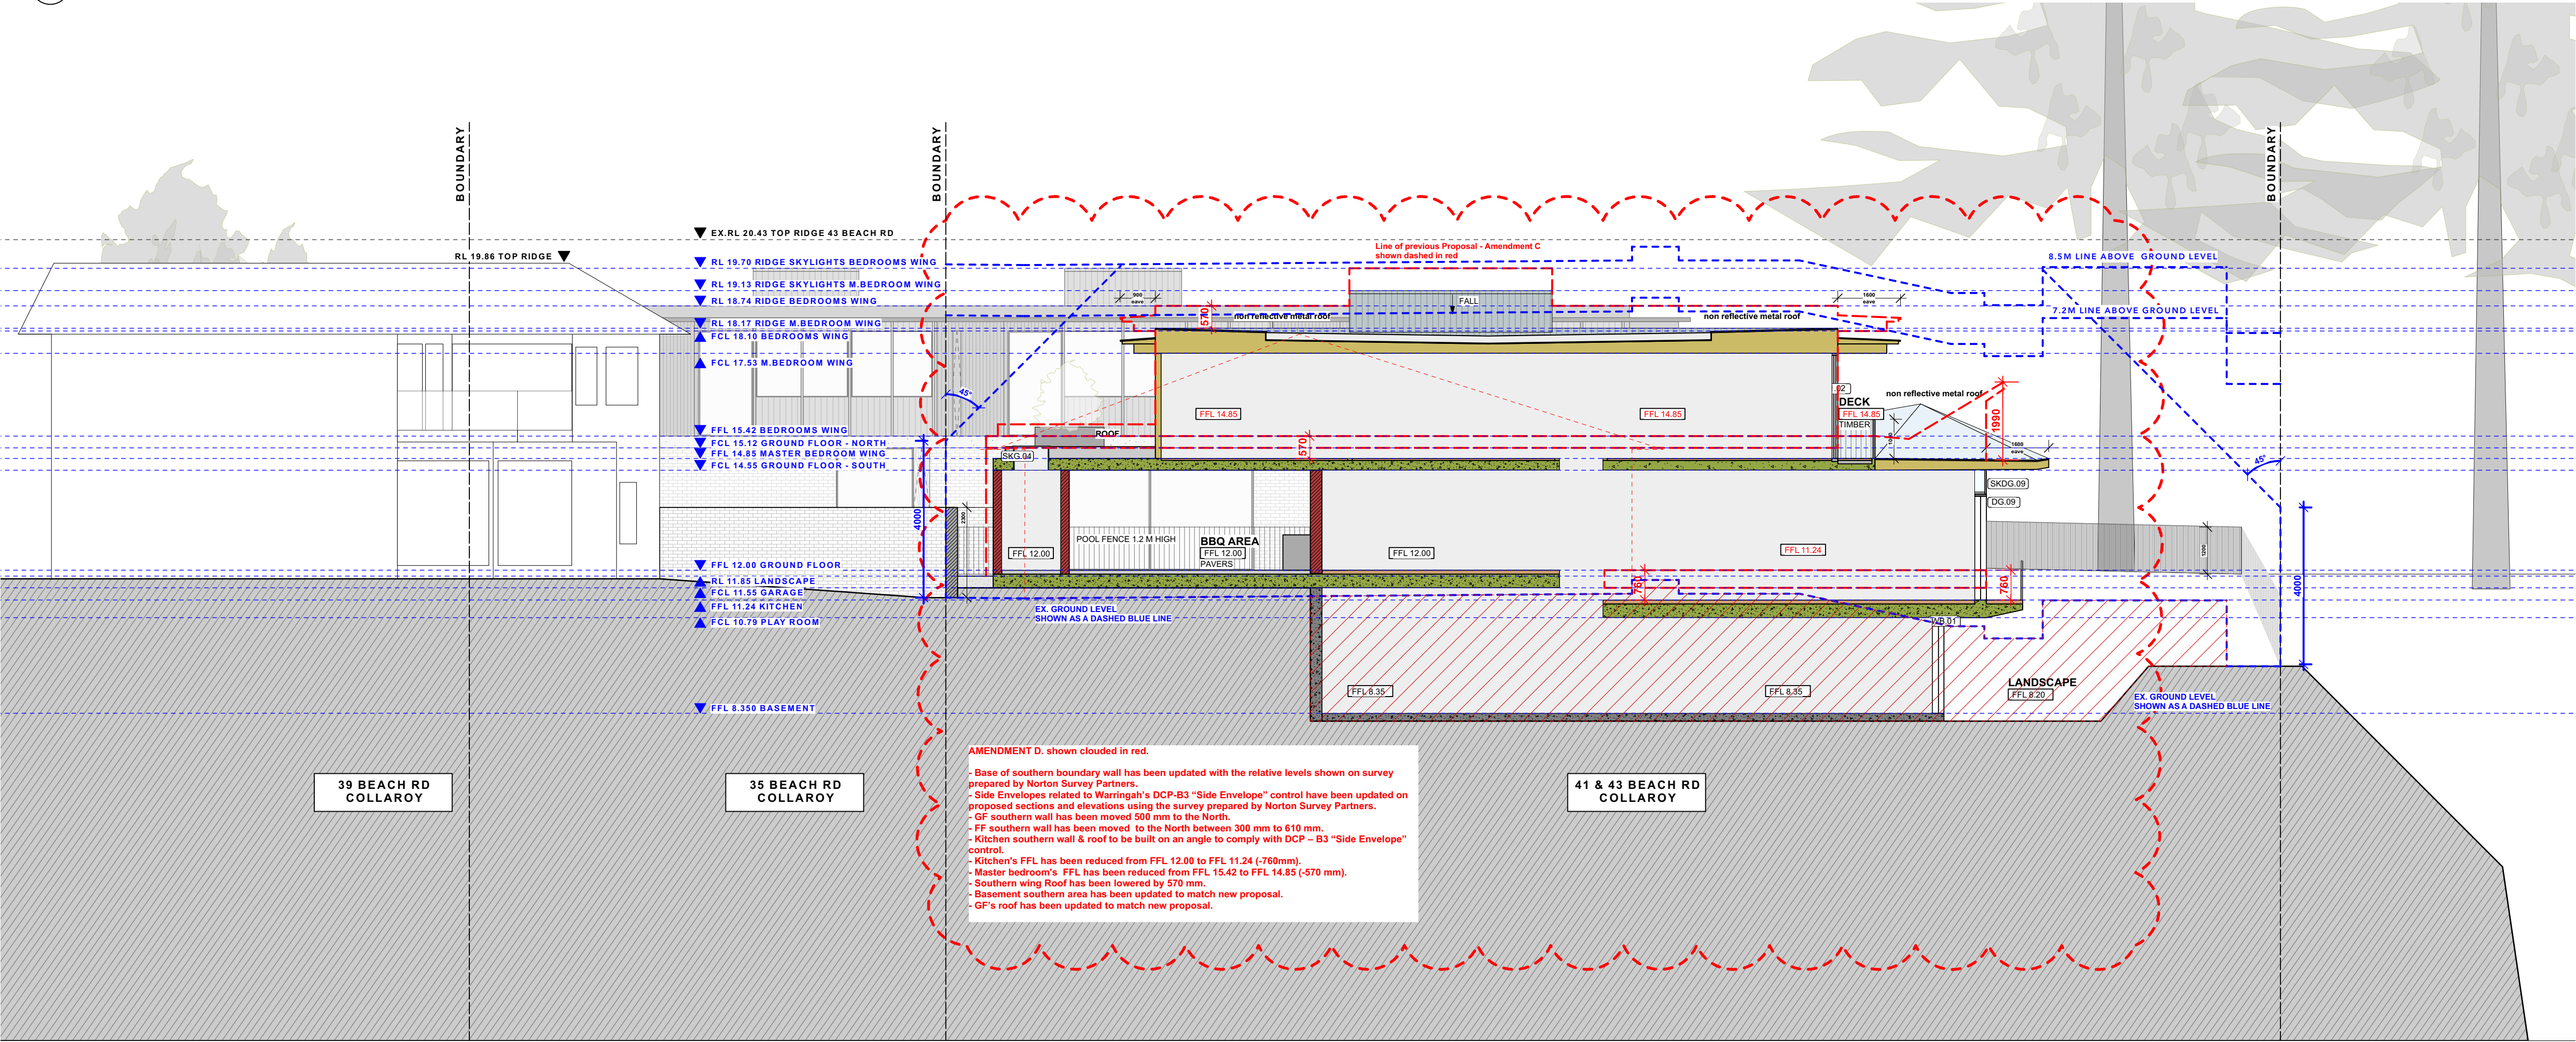 BOUNDARY
BOUNDARY
BOUNDARY
EX.RL 20.43 TOP RIDGE 43 BEACH RD
RL 19.86 TOP RIDGE
RL 19.70 RIDGE SKYLIGHTS BEDROOMS WING
RL 19.13 RIDGE SKYLIGHTS M.BEDROOM WING
RL 18.74 RIDGE BEDROOMS WING
RL 18.17 RIDGE M.BEDROOM WING
FCL 18.10 BEDROOMS WING
FCL 17.53 M.BEDROOM WING
FFL 15.42 BEDROOMS WING
FCL 15.12 GROUND FLOOR - NORTH
FFL 14.85 MASTER BEDROOM WING
FCL 14.55 GROUND FLOOR - SOUTH
FFL 12.00 GROUND FLOOR
RL 11.85 LANDSCAPE
FCL 11.55 GARAGE
FFL 11.24 KITCHEN
FCL 10.79 PLAY ROOM
FFL 8.350 BASEMENT
Line of previous Proposal - Amendment C
shown dashed in red
8.5M LINE ABOVE  GROUND LEVEL
7.2M LINE ABOVE GROUND LEVEL
900
eave
1600
eave
FALL
570
non reflective metal roof
non reflective metal roof
45°
02
DECK
FFL 14.85
TIMBER
non reflective metal roof
1990
FFL 14.85
FFL 14.85
ROOF
SKG.04
570
1600
eave
45°
SKDG.09
DG.09
4000
2300
POOL FENCE 1.2 M HIGH
BBQ AREA
FFL 12.00
PAVERS
FFL 12.00
FFL 12.00
FFL 11.24
1200
4000
760
760
EX. GROUND LEVEL
SHOWN AS A DASHED BLUE LINE
WB.01
FFL 8.35
FFL 8.35
LANDSCAPE
FFL 8.20
EX. GROUND LEVEL
SHOWN AS A DASHED BLUE LINE
AMENDMENT D. shown clouded in red.
- Base of southern boundary wall has been updated with the relative levels shown on survey
prepared by Norton Survey Partners.
- Side Envelopes related to Warringah's DCP-B3 “Side Envelope” control have been updated on
proposed sections and elevations using the survey prepared by Norton Survey Partners.
- GF southern wall has been moved 500 mm to the North.
- FF southern wall has been moved  to the North between 300 mm to 610 mm.
- Kitchen southern wall & roof to be built on an angle to comply with DCP – B3 “Side Envelope”
control.
- Kitchen's FFL has been reduced from FFL 12.00 to FFL 11.24 (-760mm).
- Master bedroom's  FFL has been reduced from FFL 15.42 to FFL 14.85 (-570 mm).
- Southern wing Roof has been lowered by 570 mm.
- Basement southern area has been updated to match new proposal.
- GF's roof has been updated to match new proposal.
39 BEACH RD
COLLAROY
35 BEACH RD
COLLAROY
41 & 43 BEACH RD
COLLAROY